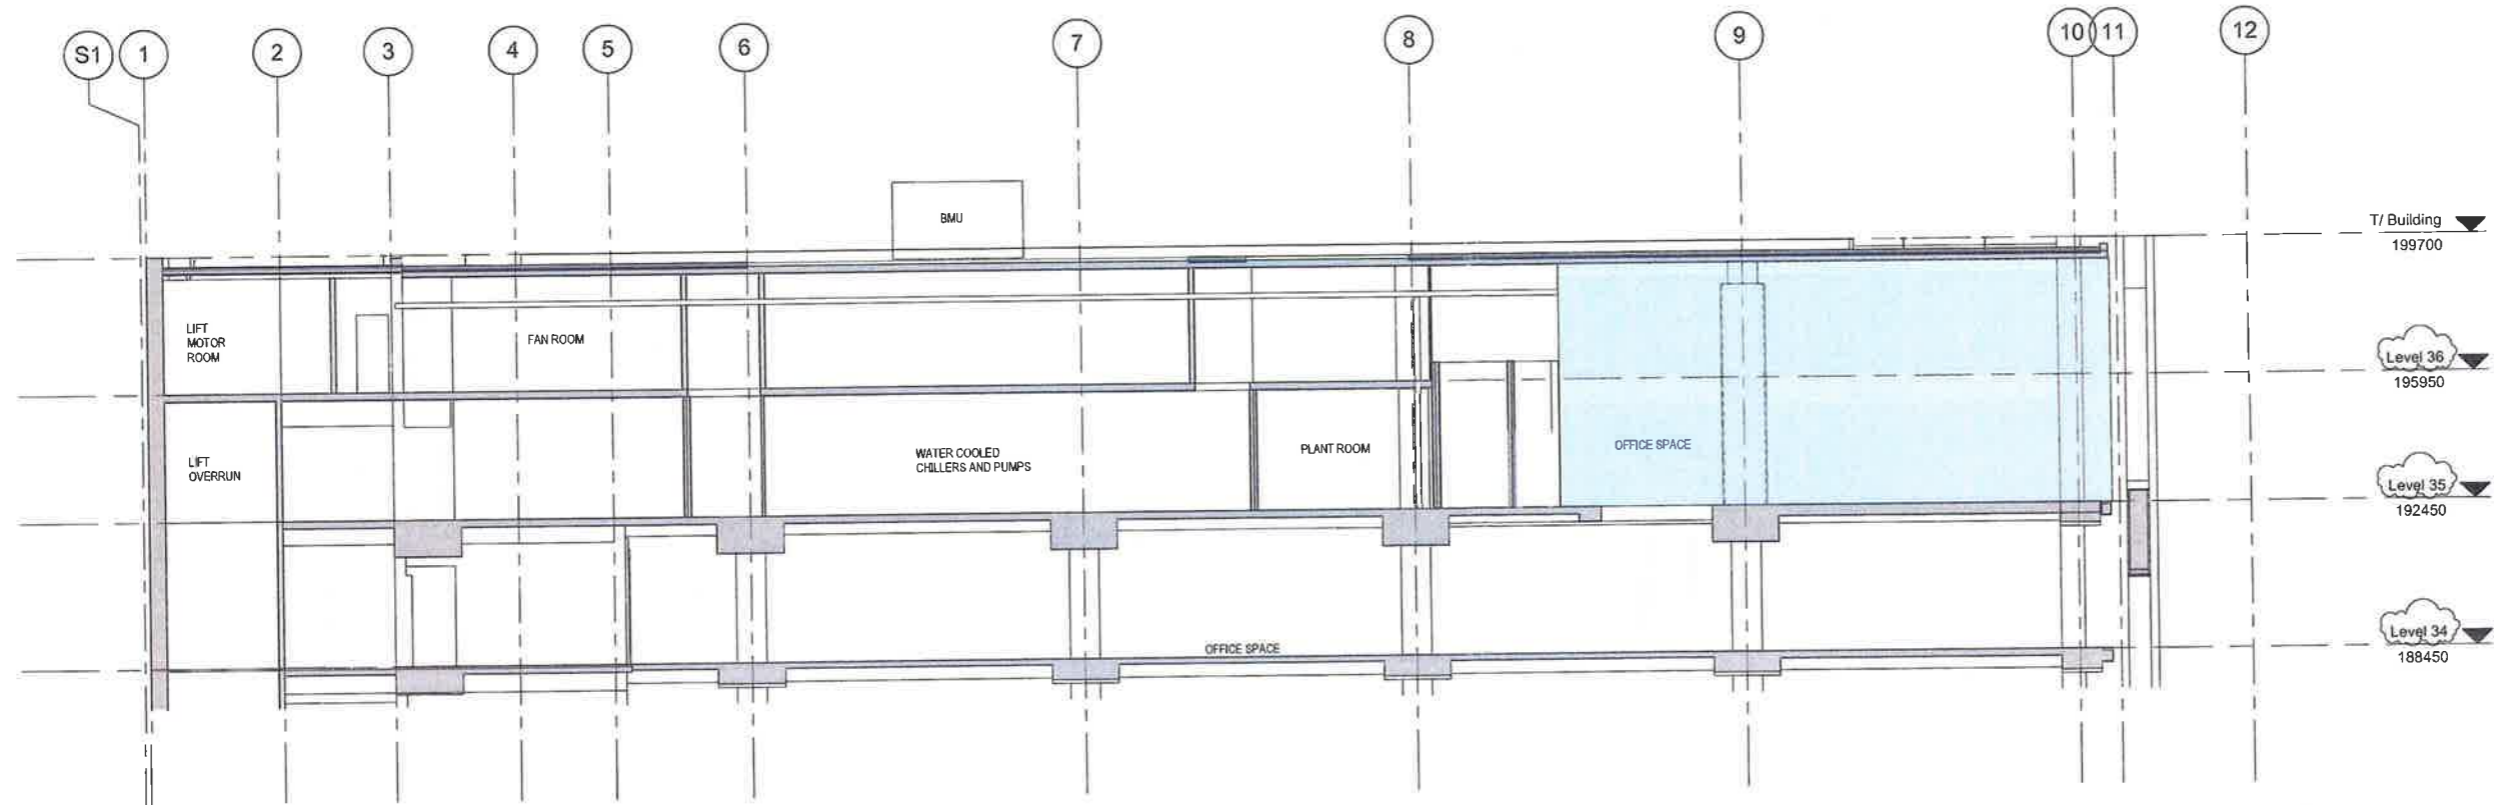 S1
1
2
3
4
5
6
7
8
9
10
11
12
BMU
T/ Building
199700
LIFT
MOTOR
ROOM
FAN ROOM
Level 36
195950
OFFICE SPACE
WATER COOLED
CHILLERS AND PUMPS
PLANT ROOM
LIFT
OVERRUN
Level 35
192450
OFFICE SPACE
Level 34
188450